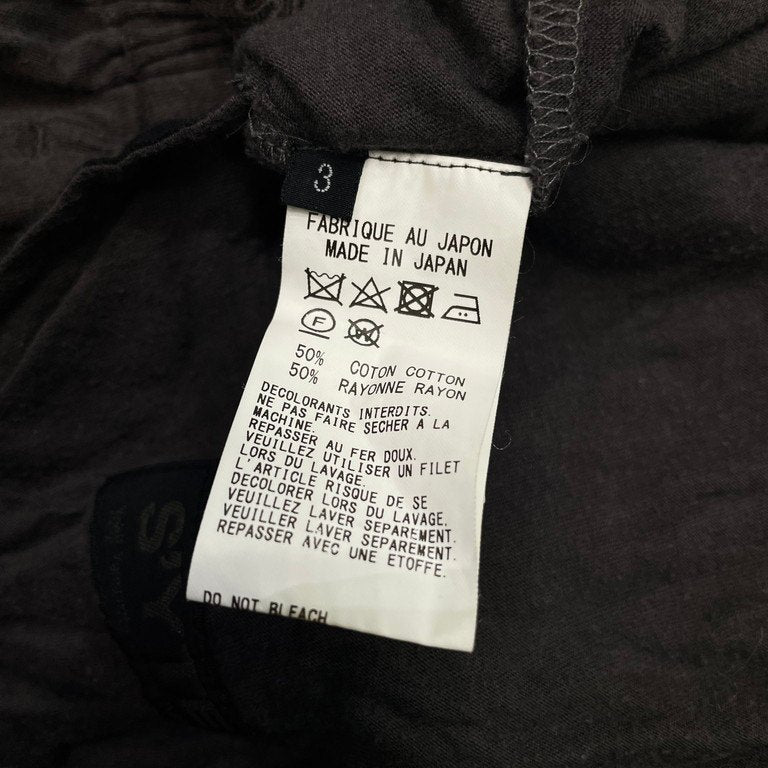 3
FABRIQUE AU JAPON
MADE IN JAPAN
F W
50% COTON COTTON
50% RAYONNE RAYON
DECOLORANTS INTERDITS.
NE PAS FAIRE SECHER A LA
MACHINE.
REPASSER AU FER DOUX.
VEUILLEZ UTILISER UN FILET
LORS DU LAVAGE.
L'ARTICLE RISQUE DE SE
DECOLORER LORS DU LAVAGE.
VEUILLEZ LAVER SEPAREMENT.
VEUILLER LAVER SEPAREMENT.
REPASSER AVEC UNE ETOFFE.
DO NOT BLEACH
S'Y